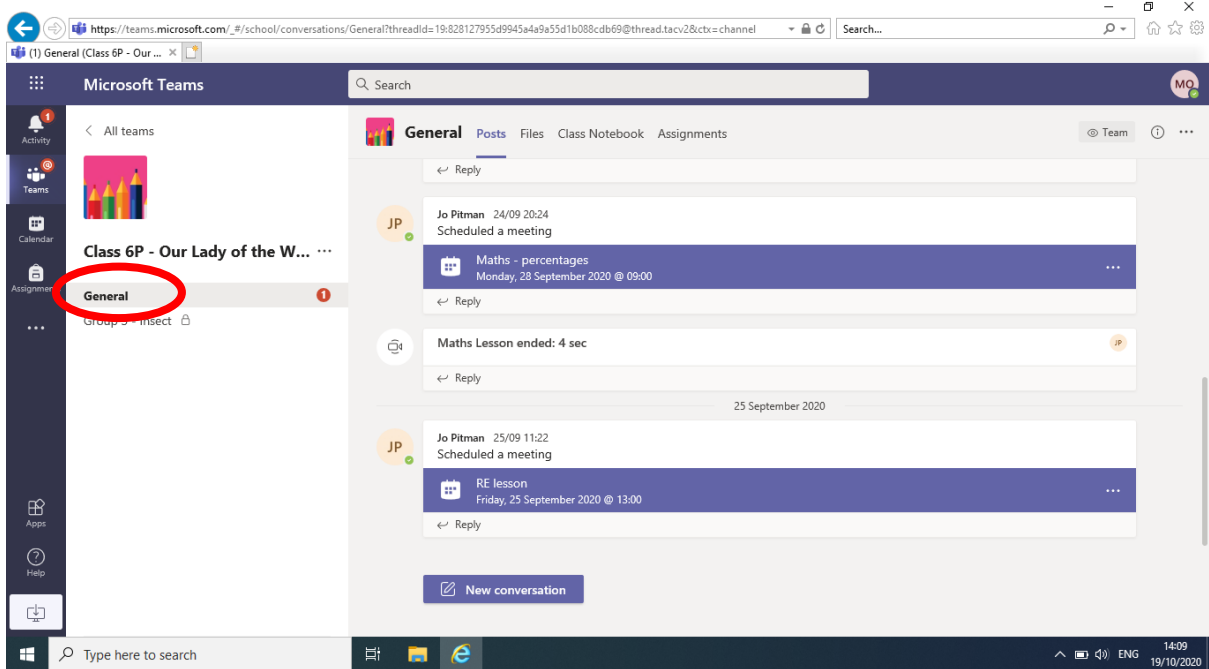 https://teams.microsoft.com/_#/school/conversations/General?threadId=19:828127955d9945a4a9a55d1b088cdb69@thread.tacv2&ctx=channel
Search...
(1) General (Class 6P - Our ...
Microsoft Teams
Search
MO
1
Activity
@
Teams
Calendar
Assignmen
...
Apps
Help
All teams
Class 6P - Our Lady of the W... ...
General 1
Group 5 - Insect
General Posts Files Class Notebook Assignments
Team
...
Reply
JP
Jo Pitman 24/09 20:24
Scheduled a meeting
Maths - percentages
Monday, 28 September 2020 @ 09:00
...
Reply
Maths Lesson ended: 4 sec
JP
Reply
25 September 2020
JP
Jo Pitman 25/09 11:22
Scheduled a meeting
RE lesson
Friday, 25 September 2020 @ 13:00
...
Reply
New conversation
Type here to search
ENG
14:09
19/10/2020